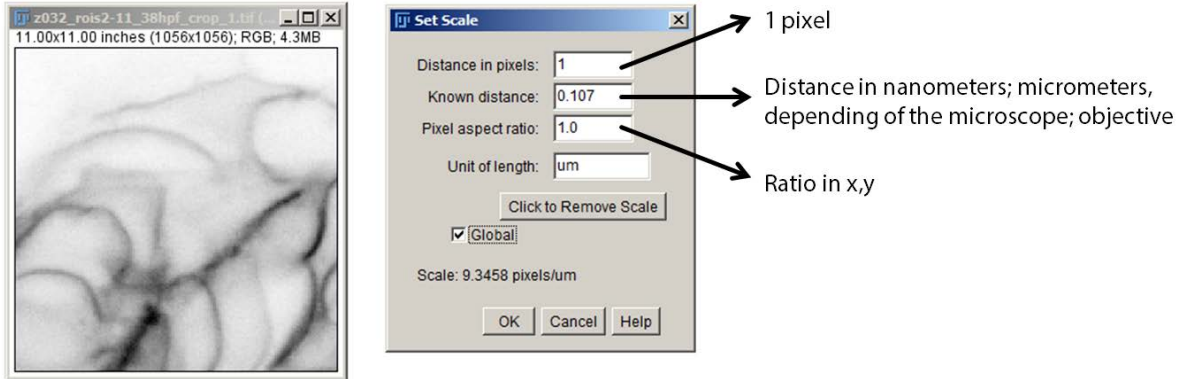 z032_rois2-11_38hpf_crop_1.tif (...
11.00x11.00 inches (1056x1056); RGB; 4.3MB
Set Scale
Distance in pixels: 1
Known distance: 0.107
Pixel aspect ratio: 1.0
Unit of length: um
Click to Remove Scale
Global
Scale: 9.3458 pixels/um
OK Cancel Help
1 pixel
Distance in nanometers; micrometers,
depending of the microscope; objective
Ratio in x,y